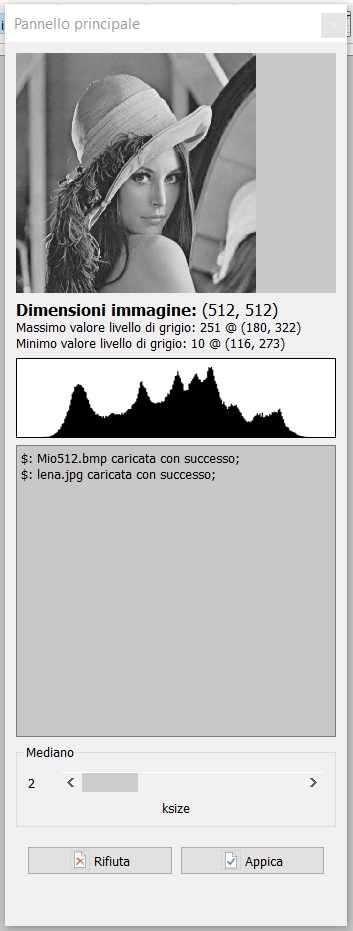 Pannello principale
Dimensioni immagine: (512, 512)
Massimo valore livello di grigio: 251 @ (180, 322)
Minimo valore livello di grigio: 10 @ (116, 273)
$: Mio512.bmp caricata con successo;
$: lena.jpg caricata con successo;
Mediano
2
ksize
Rifiuta
Appica